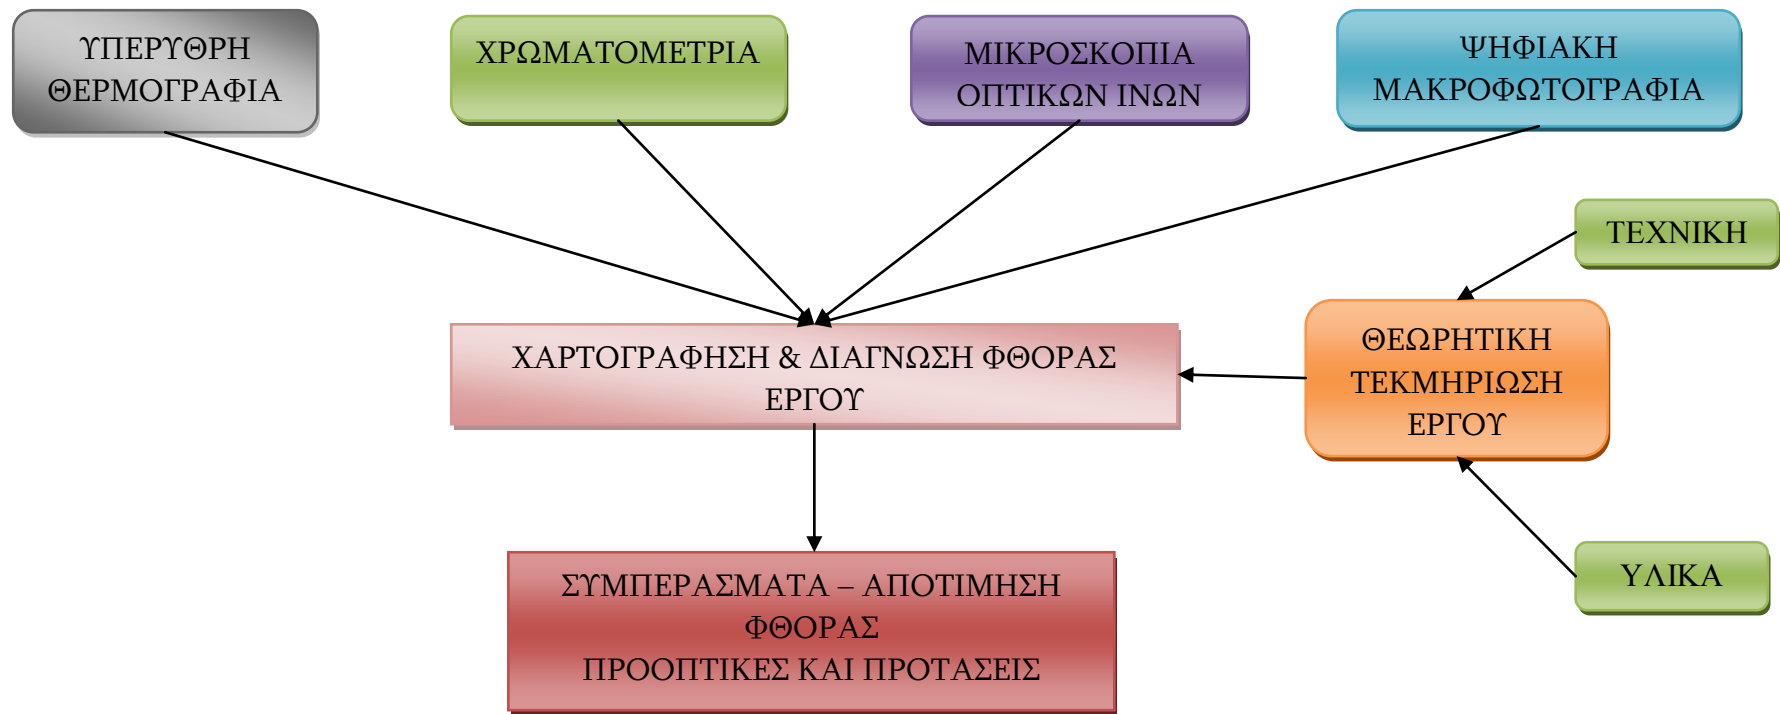 ΥΠΕΡΥΘΡΗ
ΘΕΡΜΟΓΡΑΦΙΑ
ΧΡΩΜΑΤΟΜΕΤΡΙΑ
ΜΙΚΡΟΣΚΟΠΙΑ
ΟΠΤΙΚΩΝ ΙΝΩΝ
ΨΗΦΙΑΚΗ
ΜΑΚΡΟΦΩΤΟΓΡΑΦΙΑ
ΤΕΧΝΙΚΗ
ΘΕΩΡΗΤΙΚΗ
ΤΕΚΜΗΡΙΩΣΗ
ΕΡΓΟΥ
ΧΑΡΤΟΓΡΑΦΗΣΗ & ΔΙΑΓΝΩΣΗ ΦΘΟΡΑΣ
ΕΡΓΟΥ
ΥΛΙΚΑ
ΣΥΜΠΕΡΑΣΜΑΤΑ – ΑΠΟΤΙΜΗΣΗ
ΦΘΟΡΑΣ
ΠΡΟΟΠΤΙΚΕΣ ΚΑΙ ΠΡΟΤΑΣΕΙΣ